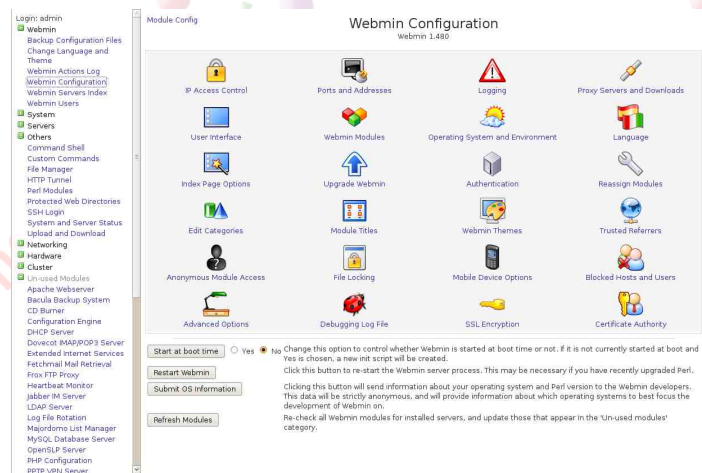 Login: admin
Webmin
Backup Configuration Files
Change Language and
Theme
Webmin Actions Log
Webmin Configuration
Webmin Servers Index
Webmin Users
System
Servers
Others
Command Shell
Custom Commands
File Manager
HTTP Tunnel
Perl Modules
Protected Web Directories
SSH Login
System and Server Status
Upload and Download
Networking
Hardware
Cluster
Un-used Modules
Apache Webserver
Bacula Backup System
CD Burner
Configuration Engine
DHCP Server
Dovecot IMAP/POP3 Server
Extended Internet Services
Fetchmail Mail Retrieval
Frox FTP Proxy
Heartbeat Monitor
Jabber IM Server
LDAP Server
Log File Rotation
Majordomo List Manager
MySQL Database Server
OpenSLP Server
PHP Configuration
PPTP VPN Server
Module Config
Webmin Configuration
Webmin 1.480
IP Access Control
Ports and Addresses
Logging
Proxy Servers and Downloads
User Interface
Webmin Modules
Operating System and Environment
Language
Index Page Options
Upgrade Webmin
Authentication
Reassign Modules
Edit Categories
Module Titles
Webmin Themes
Trusted Referrers
Anonymous Module Access
File Locking
Mobile Device Options
Blocked Hosts and Users
Advanced Options
Debugging Log File
SSL Encryption
Certificate Authority
Start at boot time Yes No Change this option to control whether Webmin is started at boot time or not. If it is not currently started at boot and
Yes is chosen, a new init script will be created.
Restart Webmin Click this button to re-start the Webmin server process. This may be necessary if you have recently upgraded Perl.
Submit OS Information Clicking this button will send information about your operating system and Perl version to the Webmin developers.
This data will be strictly anonymous, and will provide information about which operating systems to best focus the
development of Webmin on.
Refresh Modules Re-check all Webmin modules for installed servers, and update those that appear in the 'Un-used modules'
category.